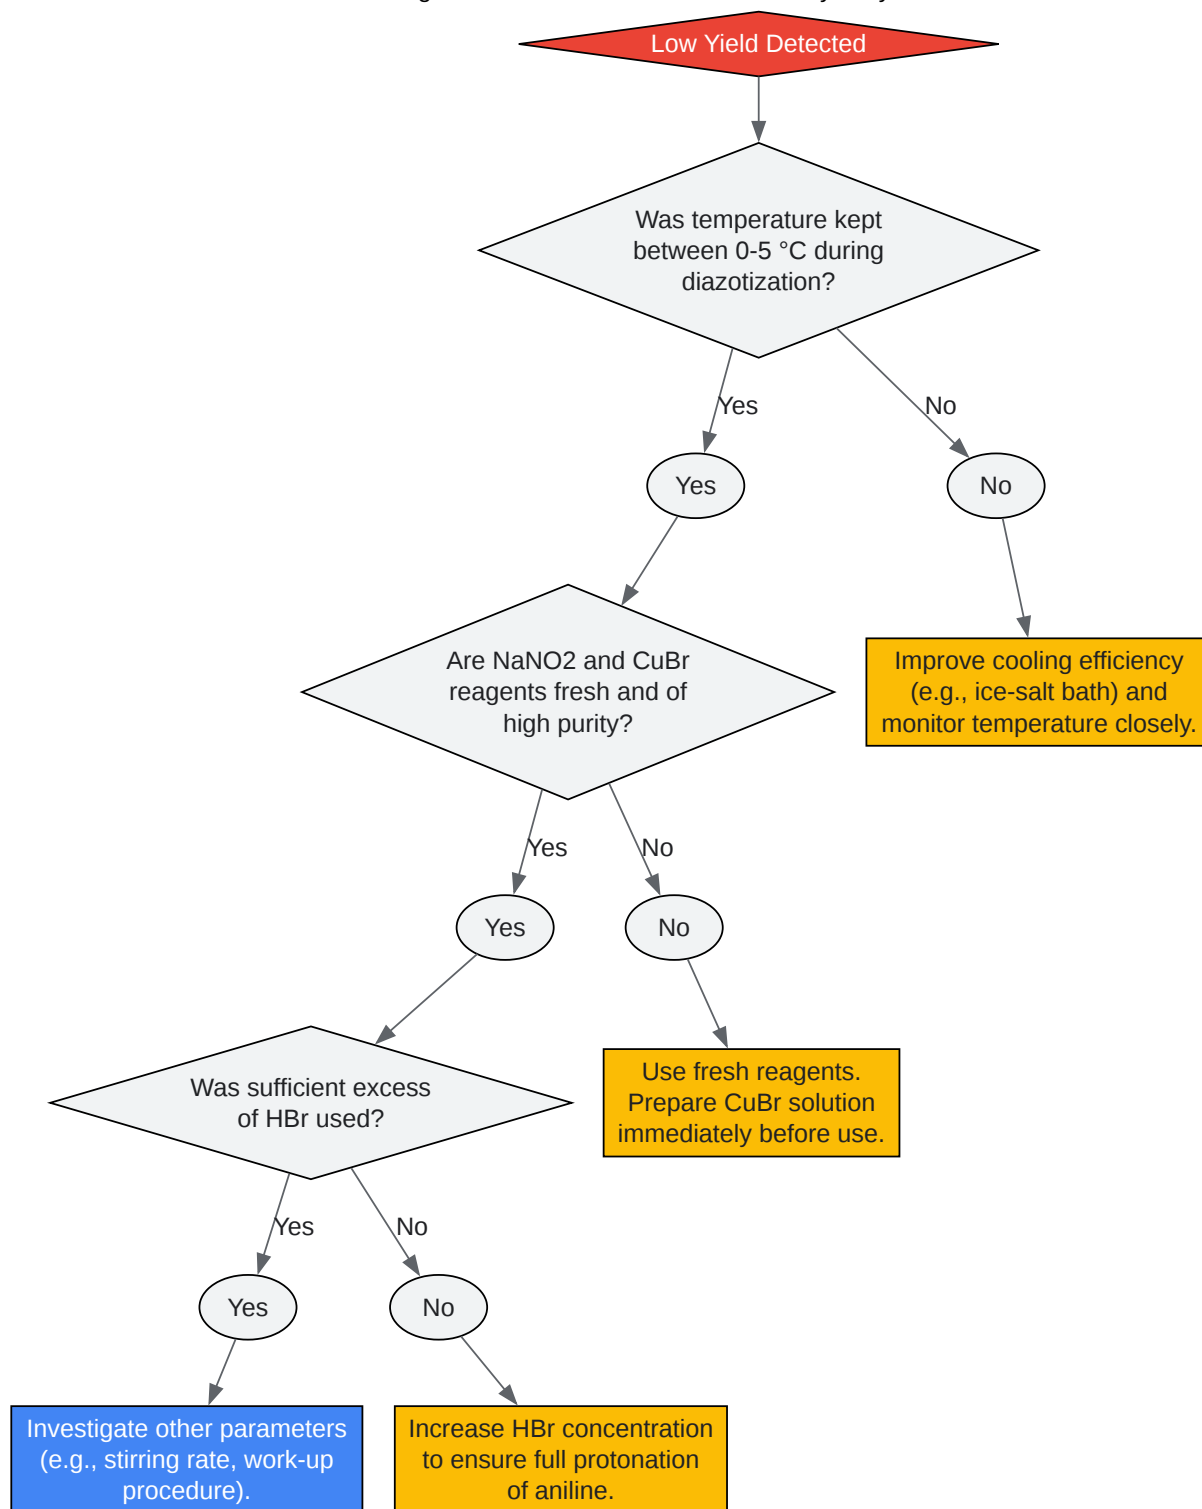 Low Yield Detected
Was temperature kept
between 0-5 °C during
diazotization?
Yes
No
Yes
No
Are NaNO2 and CuBr
reagents fresh and of
high purity?
Improve cooling efficiency
(e.g., ice-salt bath) and
monitor temperature closely.
Yes
No
Yes
No
Was sufficient excess
of HBr used?
Use fresh reagents.
Prepare CuBr solution
immediately before use.
Yes
No
Yes
No
Investigate other parameters
(e.g., stirring rate, work-up
procedure).
Increase HBr concentration
to ensure full protonation
of aniline.